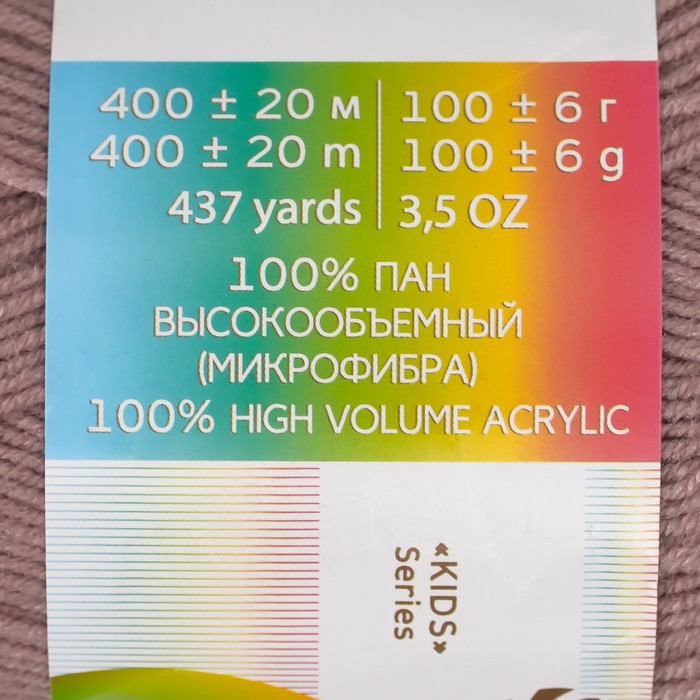 400 ± 20 м 100 ± 6 г
400 ± 20 m 100 ± 6 g
437 yards 3,5 OZ
100% ПАН
ВЫСОКООБЪЕМНЫЙ
(МИКРОФИБРА)
100% HIGH VOLUME ACRYLIC
«KIDS»
Series